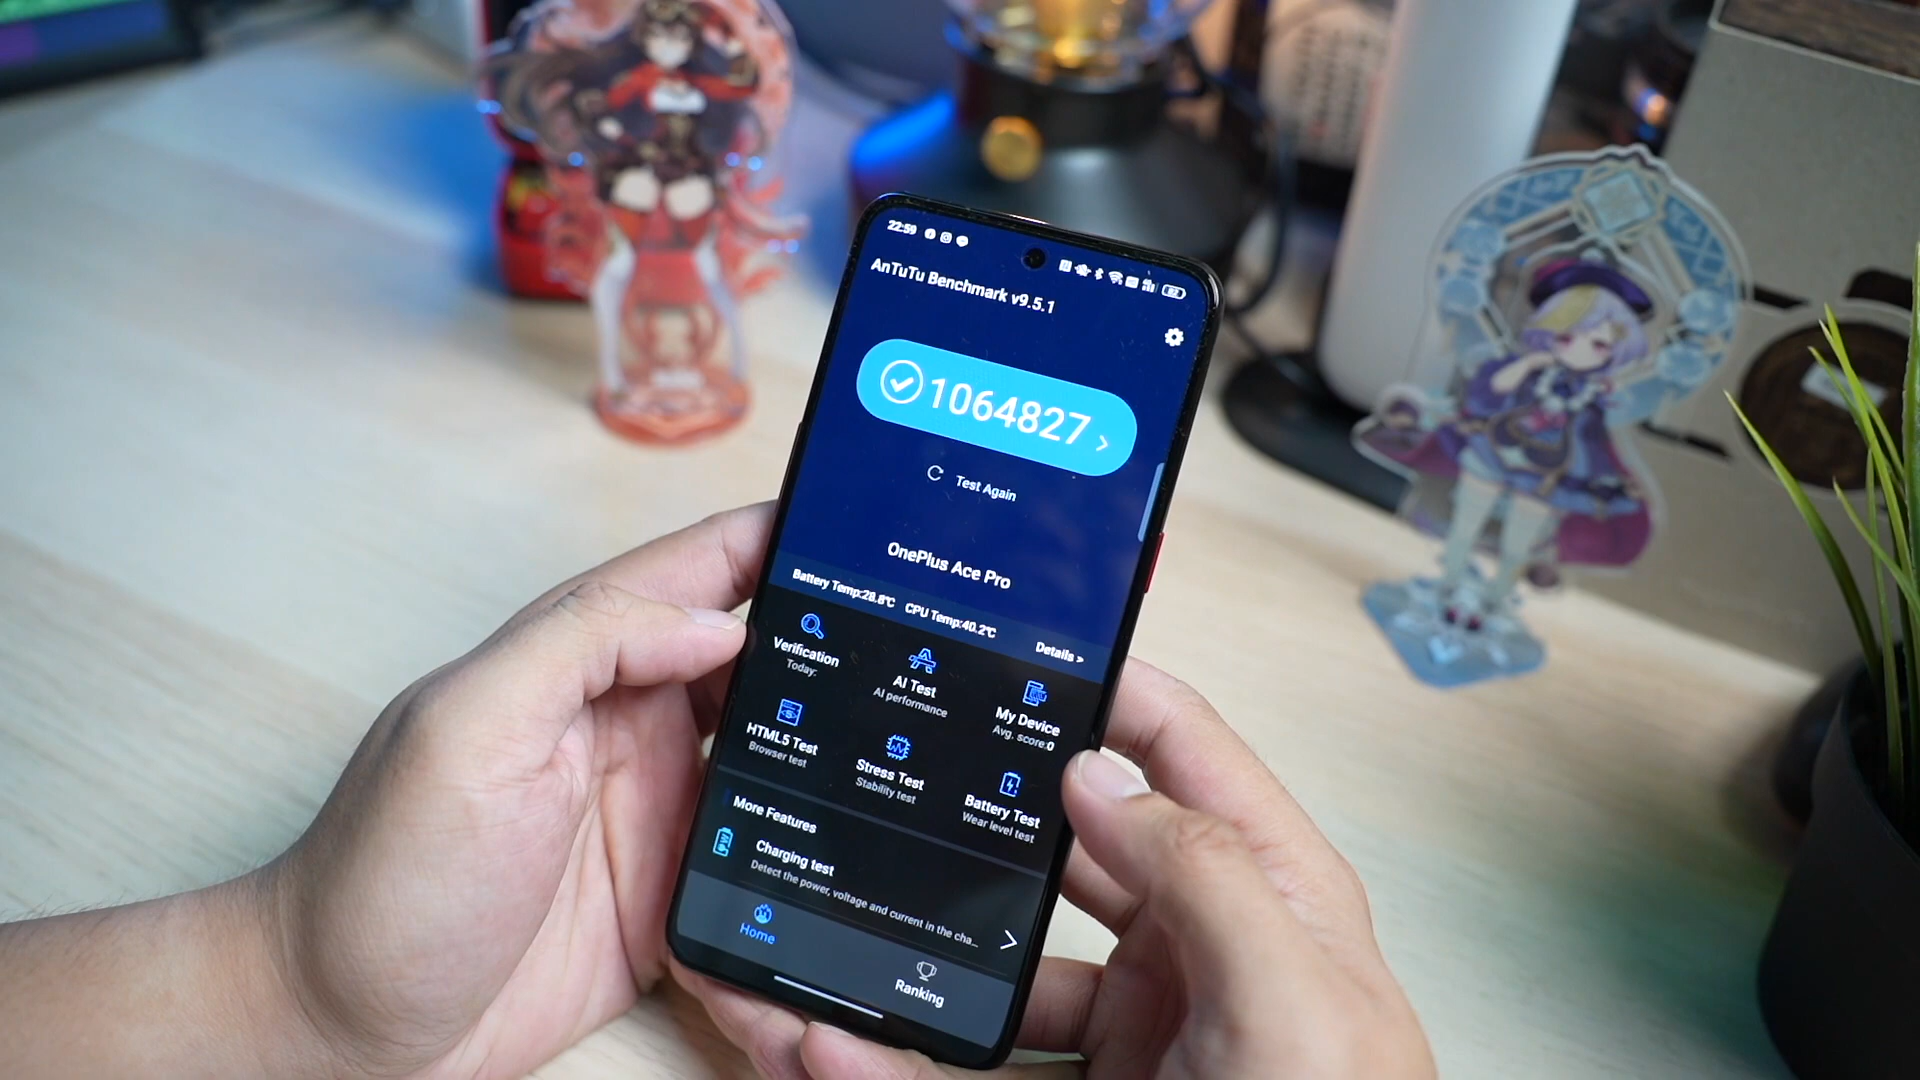 22:59
AnTuTu Benchmark v9.5.1
1064827
Test Again
OnePlus Ace Pro
Battery Temp:28.8℃ CPU Temp:40.2℃
Details >
Verification
Today:
AI Test
AI performance
My Device
Avg. score:0
HTML5 Test
Browser test
Stress Test
Stability test
Battery Test
Wear level test
More Features
Charging test
Detect the power, voltage and current in the cha...
Home
Ranking